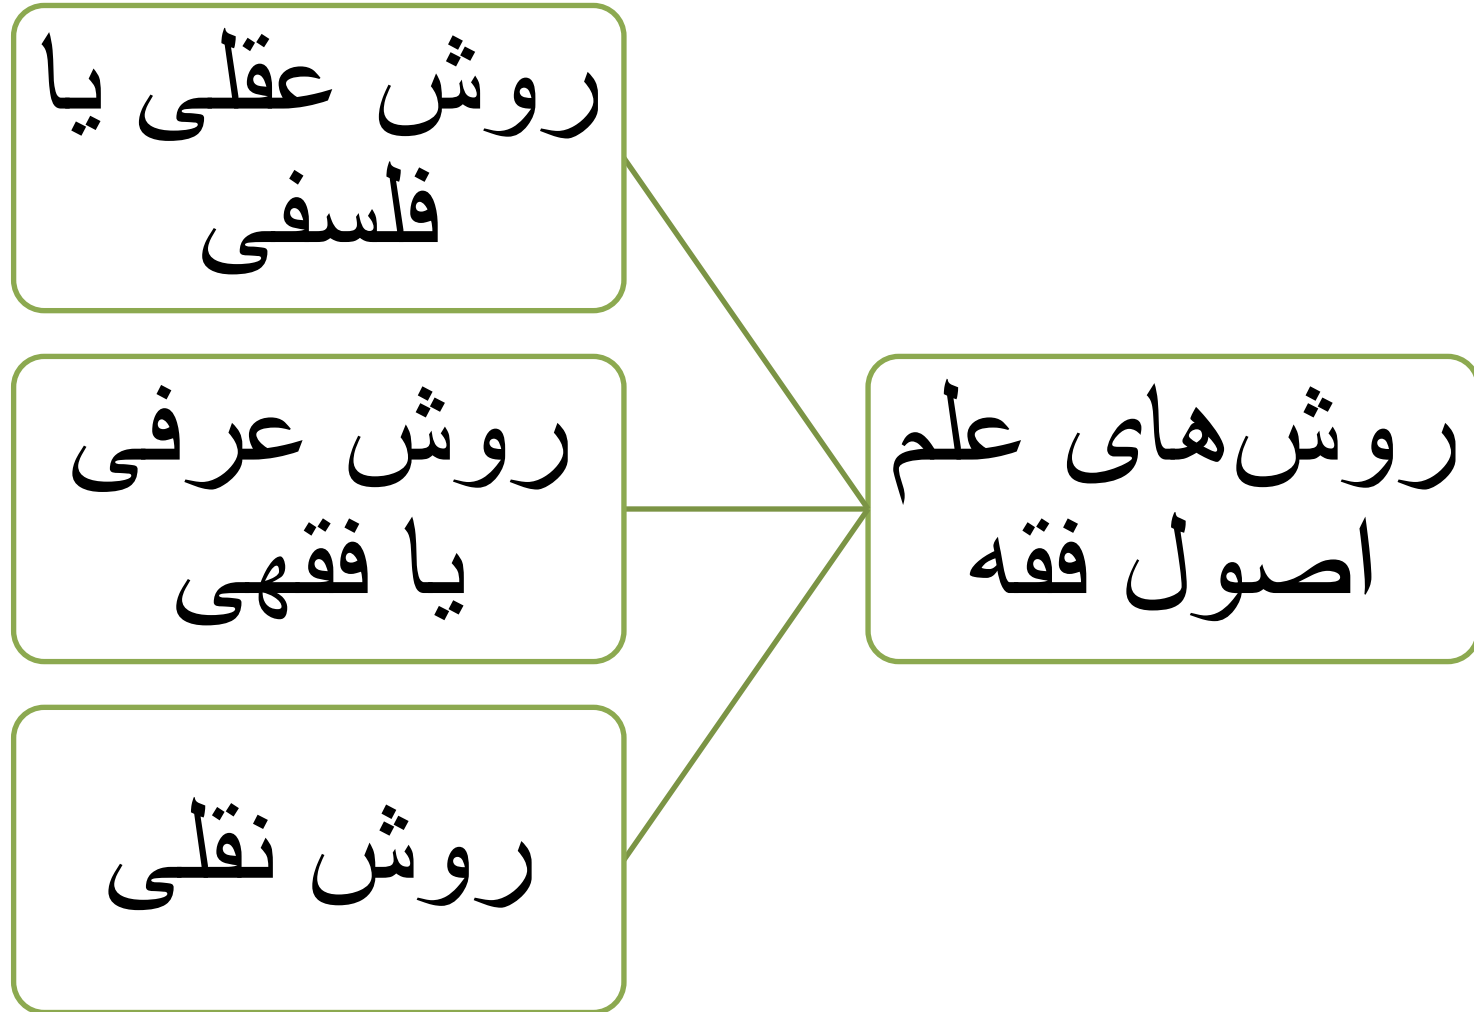 روش‌های علم
اصول فقه
روش عقلی یا
فلسفی
روش عرفی
یا فقهی
روش نقلی